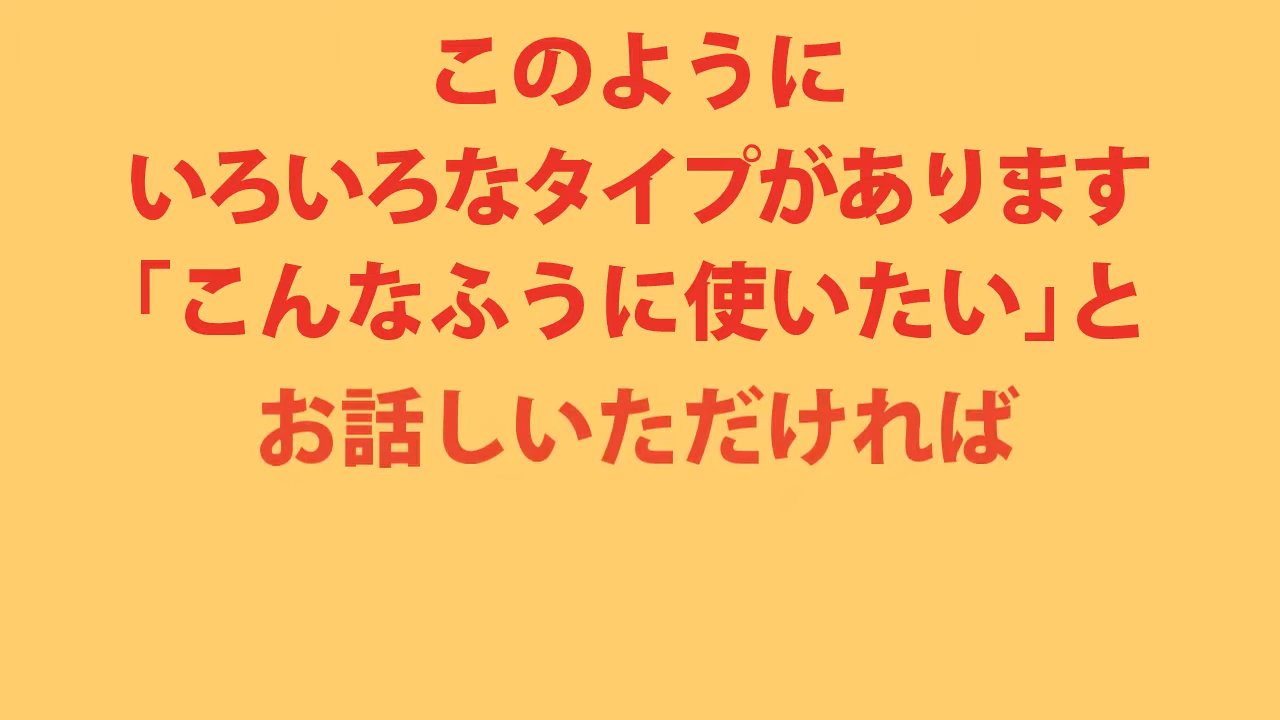 このように
いろいろなタイプがあります
「こんなふうに使いたい」と
お話しいただければ